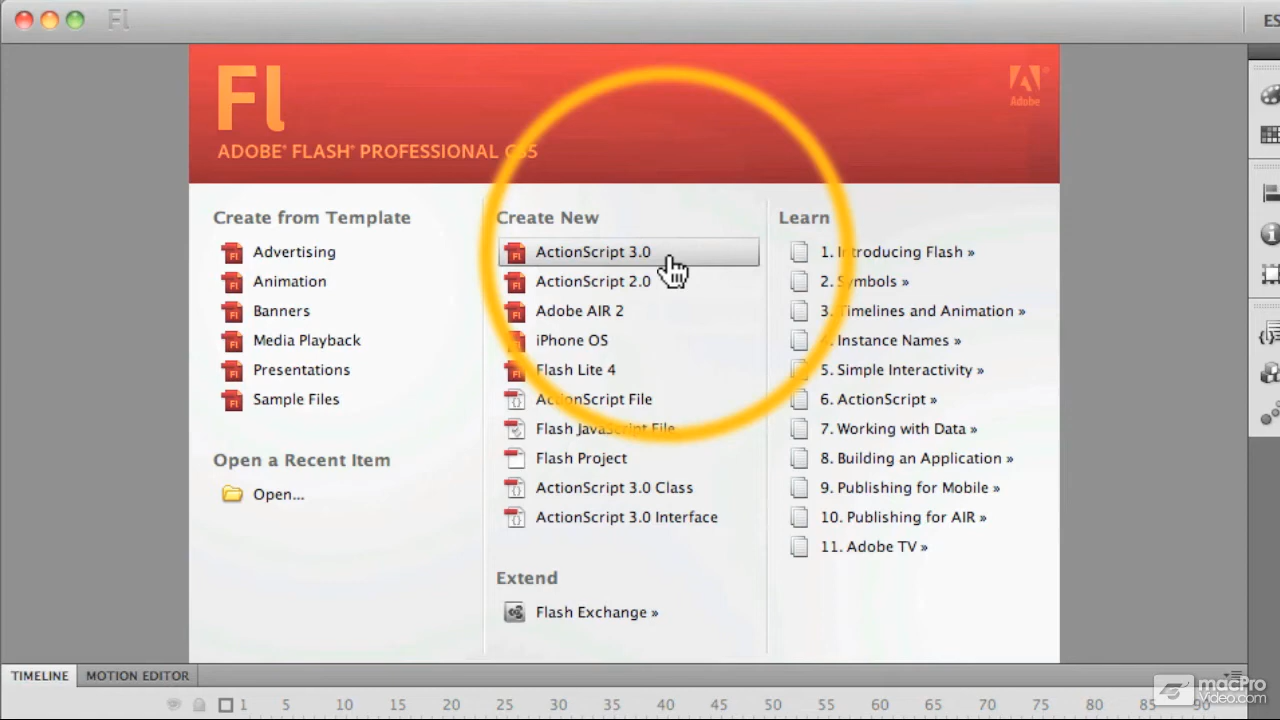 Fl
ES
Fl
Adobe
ADOBE® FLASH® PROFESSIONAL CS5
Create from Template
Advertising
Animation
Banners
Media Playback
Presentations
Sample Files
Open a Recent Item
Open...
Create New
ActionScript 3.0
ActionScript 2.0
Adobe AIR 2
iPhone OS
Flash Lite 4
ActionScript File
Flash JavaScript File
Flash Project
ActionScript 3.0 Class
ActionScript 3.0 Interface
Extend
Flash Exchange »
Learn
1. Introducing Flash »
2. Symbols »
3. Timelines and Animation »
4. Instance Names »
5. Simple Interactivity »
6. ActionScript »
7. Working with Data »
8. Building an Application »
9. Publishing for Mobile »
10. Publishing for AIR »
11. Adobe TV »
TIMELINE MOTION EDITOR
1 5 10 15 20 25 30 35 40 45 50 55 60 65 70 75 80 85 90
macPro
Video.com